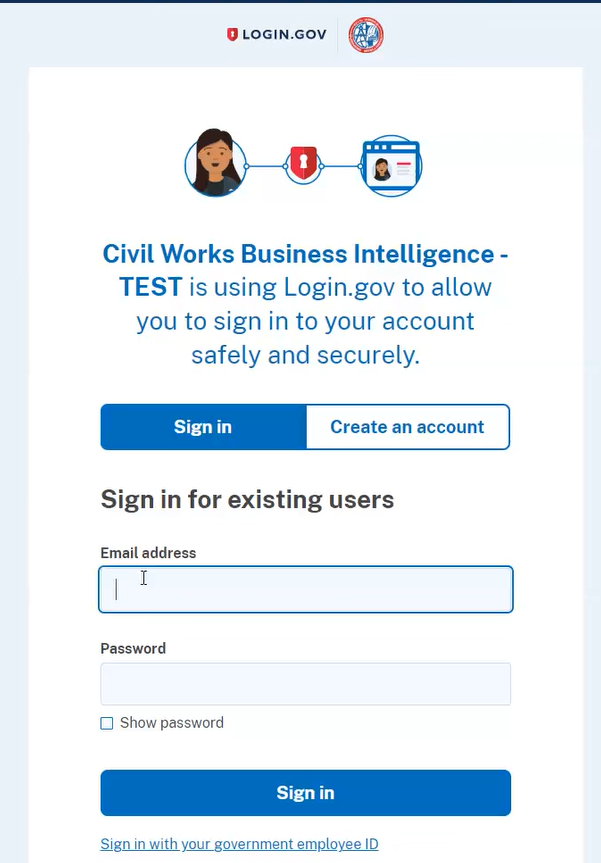 LOGIN.GOV
Civil Works Business Intelligence -
TEST is using Login.gov to allow
you to sign in to your account
safely and securely.
Sign in
Create an account
Sign in for existing users
Email address
Password
Show password
Sign in
Sign in with your government employee ID